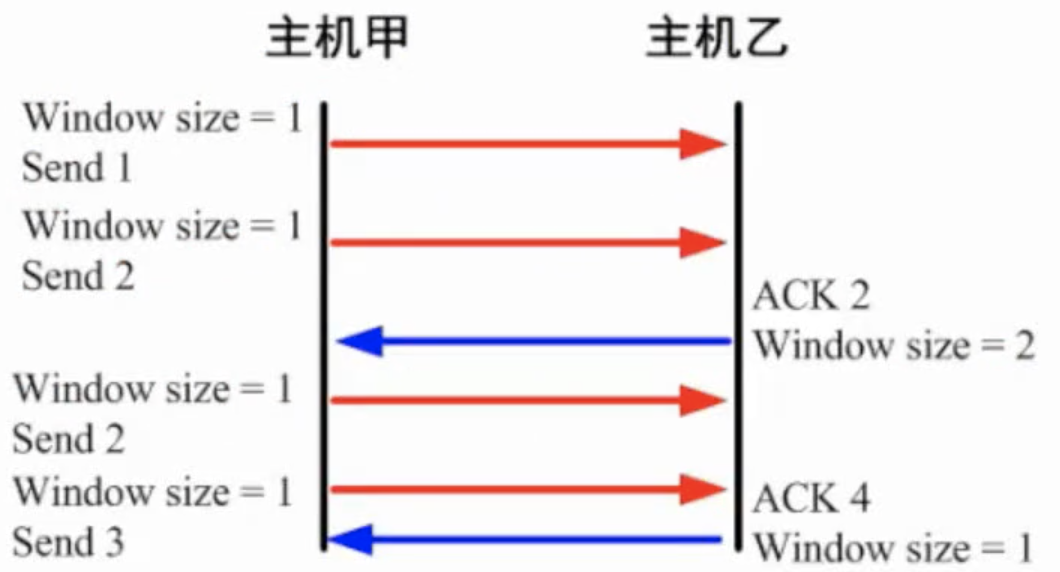 主机甲 主机乙
Window size = 1
Send 1
Window size = 1
Send 2
ACK 2
Window size = 2
Window size = 1
Send 2
Window size = 1
Send 3
ACK 4
Window size = 1